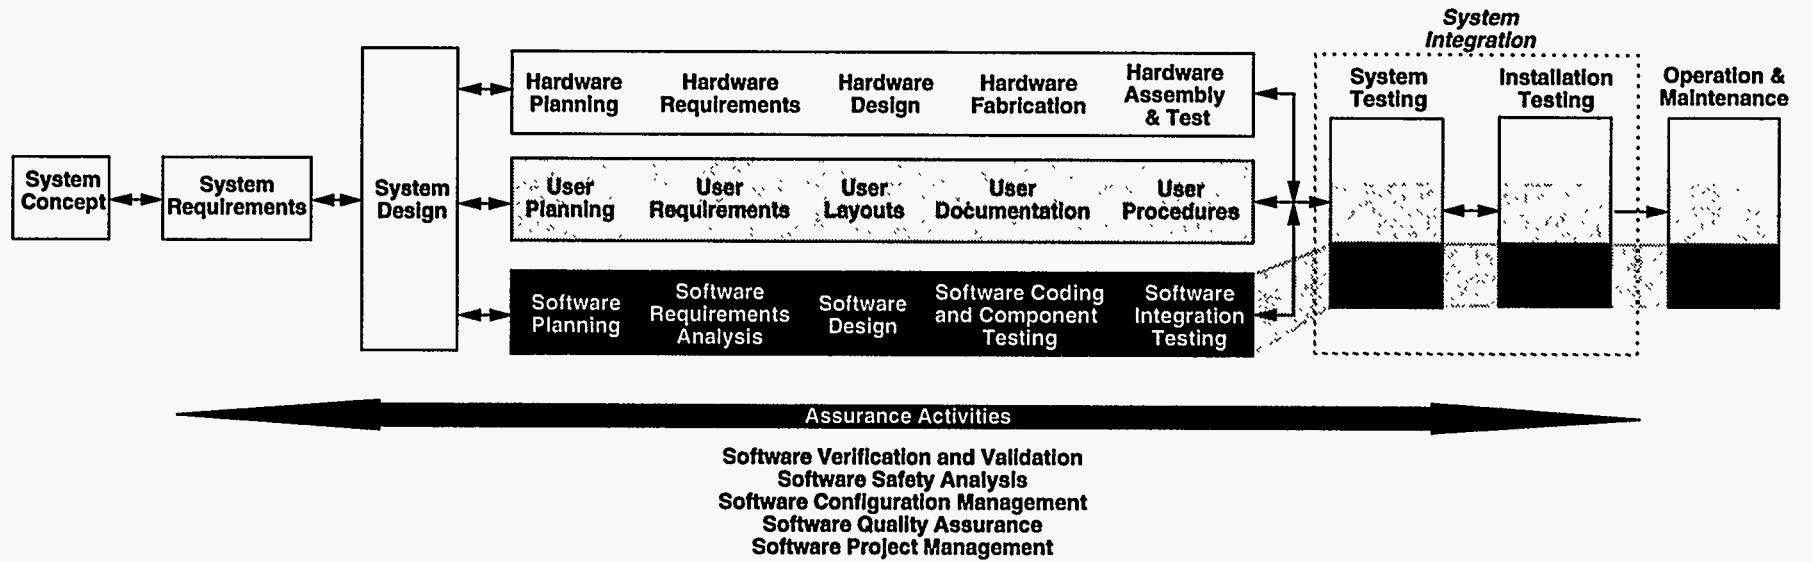 System
Integration
System
Concept
System
Requirements
System
Design
Hardware
Planning
Hardware
Requirements
Hardware
Design
Hardware
Fabrication
Hardware
Assembly
& Test
User
Planning
User
Requirements
User
Layouts
User
Documentation
User
Procedures
Software
Planning
Software
Requirements
Analysis
Software
Design
Software Coding
and Component
Testing
Software
Integration
Testing
System
Testing
Installation
Testing
Operation &
Maintenance
Assurance Activities
Software Verification and Validation
Software Safety Analysis
Software Configuration Management
Software Quality Assurance
Software Project Management